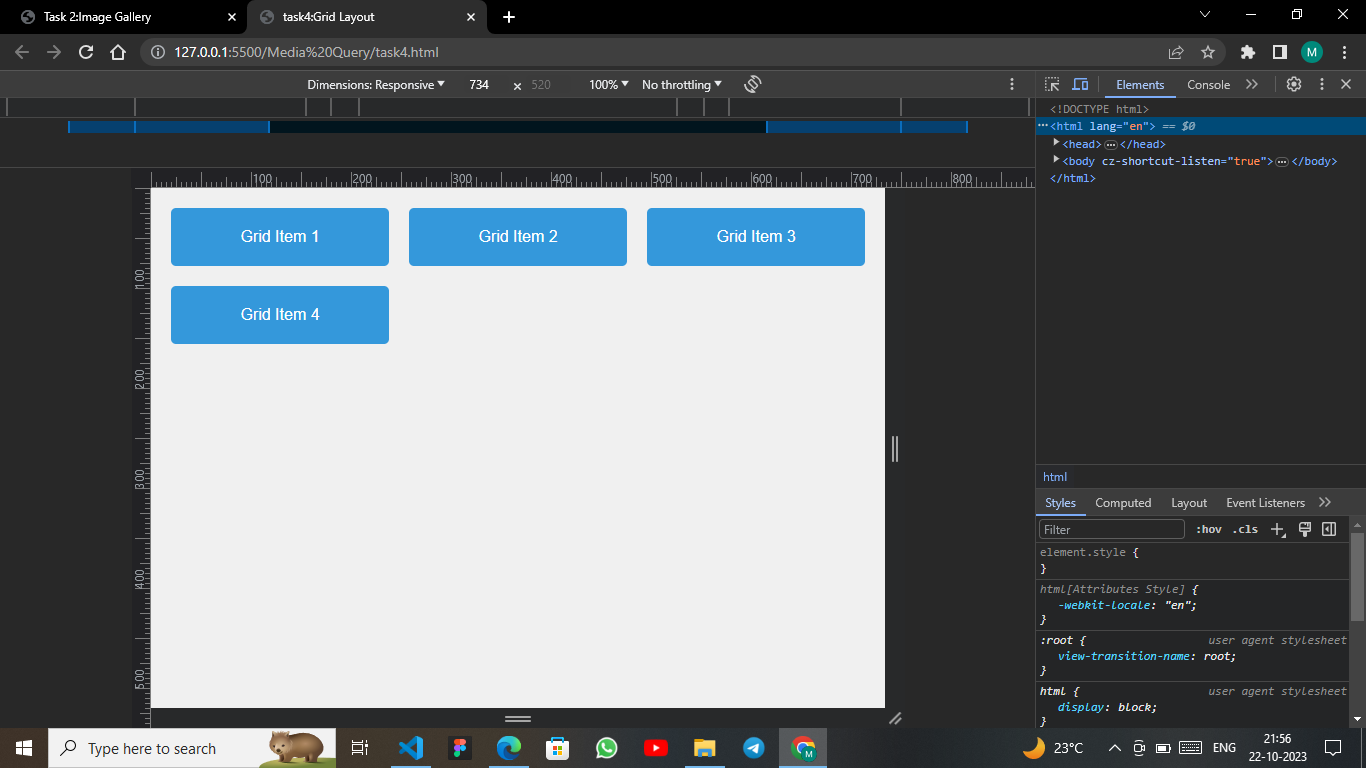 Task 2:Image Gallery
task4:Grid Layout
127.0.0.1:5500/Media%20Query/task4.html
M
Dimensions: Responsive 734 × 520 100% No throttling
Elements Console
<!DOCTYPE html>
<html lang="en"> == $0
<head> … </head>
<body cz-shortcut-listen="true"> … </body>
</html>
100 200 300 400 500 600 700 800
100
200
300
400
500
Grid Item 1
Grid Item 2
Grid Item 3
Grid Item 4
html
Styles Computed Layout Event Listeners
Filter :hov .cls
element.style {
}
html[Attributes Style] {
-webkit-locale: "en";
}
:root { user agent stylesheet
view-transition-name: root;
}
html { user agent stylesheet
display: block;
}
Type here to search
23°C
ENG
21:56
22-10-2023